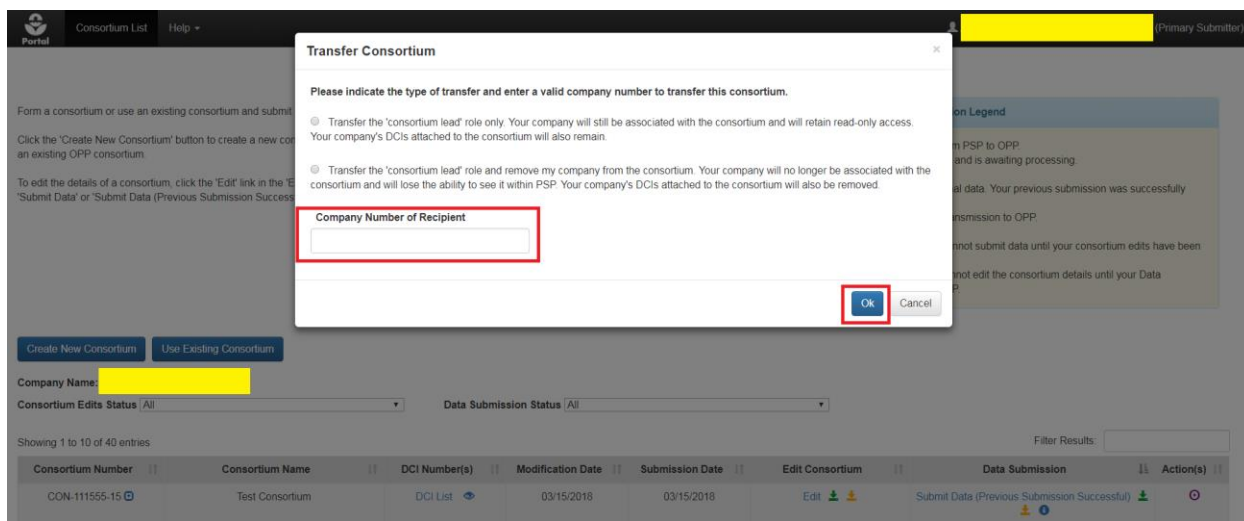 Portal
Consortium List
Help
(Primary Submitter)
Transfer Consortium
×
Please indicate the type of transfer and enter a valid company number to transfer this consortium.
Transfer the 'consortium lead' role only. Your company will still be associated with the consortium and will retain read-only access.
Your company's DCIs attached to the consortium will also remain.
Transfer the 'consortium lead' role and remove my company from the consortium. Your company will no longer be associated with the
consortium and will lose the ability to see it within PSP. Your company's DCIs attached to the consortium will also be removed.
Company Number of Recipient
Ok
Cancel
Form a consortium or use an existing consortium and submit
Click the 'Create New Consortium' button to create a new
an existing OPP consortium.
To edit the details of a consortium, click the 'Edit' link in the
'Submit Data' or 'Submit Data (Previous Submission
Legend
PSP to OPP.
and is awaiting processing.
data. Your previous submission was successfully
to OPP.
submit data until your consortium edits have been
edit the consortium details until your Data
Create New Consortium
Use Existing Consortium
Company Name:
Consortium Edits Status All
Data Submission Status All
Showing 1 to 10 of 40 entries
Filter Results:
Consortium Number
Consortium Name
DCI Number(s)
Modification Date
Submission Date
Edit Consortium
Data Submission
Action(s)
CON-111555-15
Test Consortium
DCI List
03/15/2018
03/15/2018
Edit
Submit Data (Previous Submission Successful)